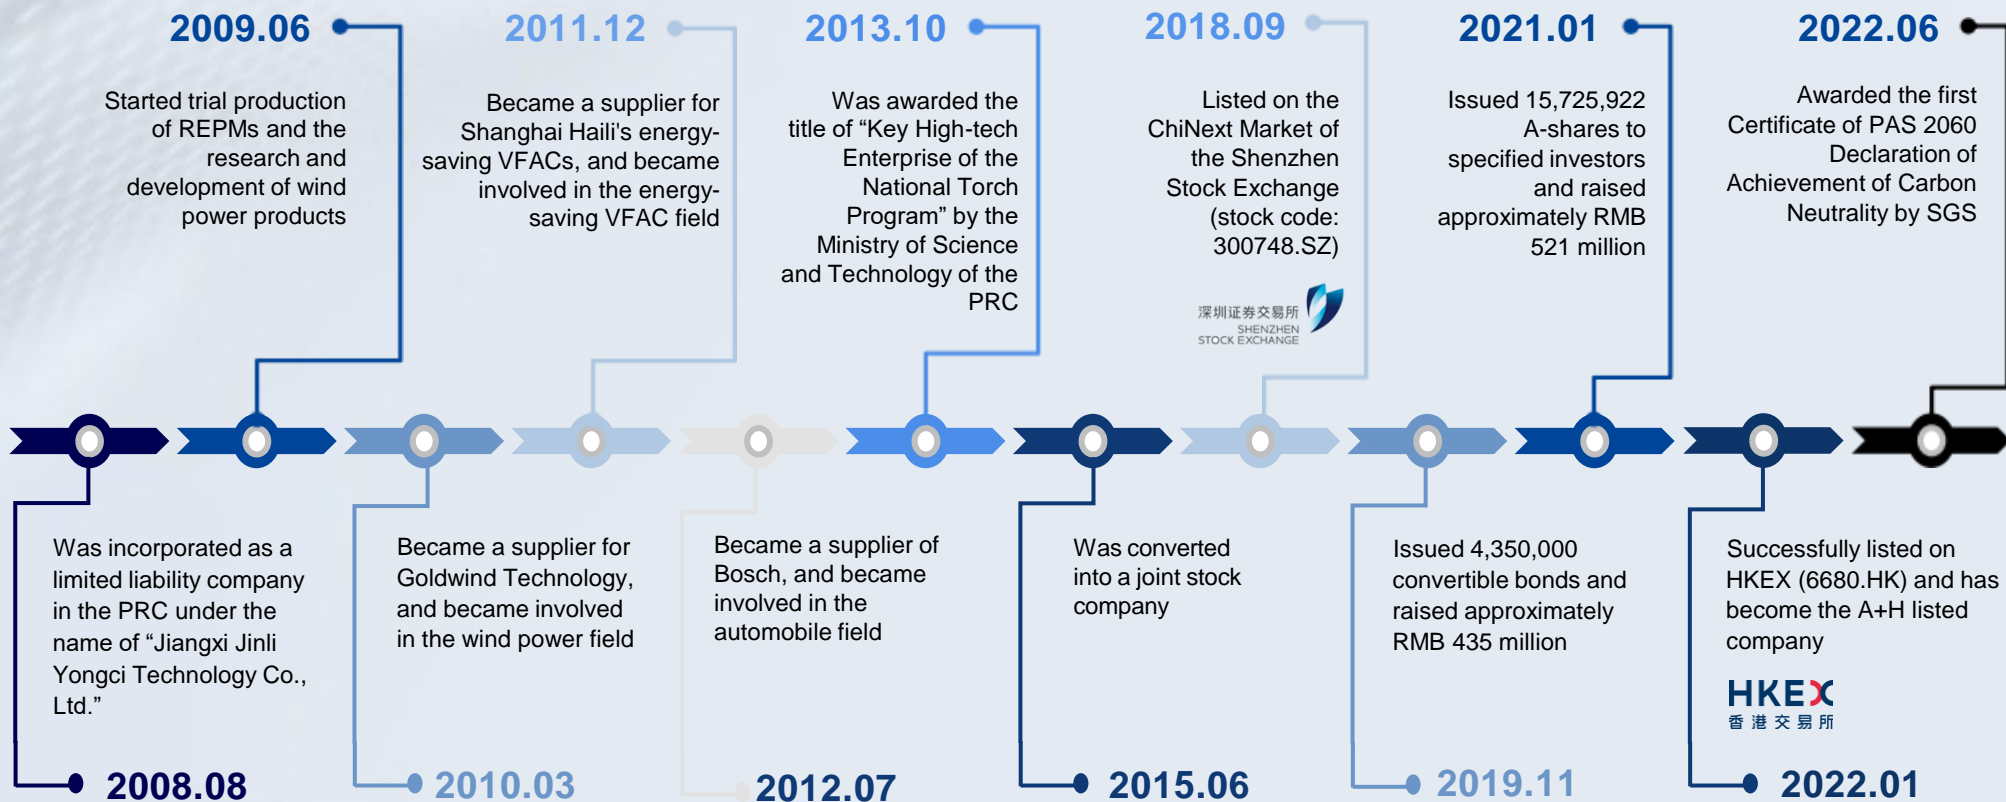 2009.06
Started trial production
of REPMs and the
research and
development of wind
power products
2011.12
Became a supplier for
Shanghai Haili's energy-
saving VFACs, and became
involved in the energy-
saving VFAC field
2013.10
Was awarded the
title of “Key High-tech
Enterprise of the
National Torch
Program” by the
Ministry of Science
and Technology of the
PRC
2018.09
Listed on the
ChiNext Market of
the Shenzhen
Stock Exchange
(stock code:
300748.SZ)
深圳证券交易所
SHENZHEN
STOCK EXCHANGE
2021.01
Issued 15,725,922
A-shares to
specified investors
and raised
approximately RMB
521 million
2022.06
Awarded the first
Certificate of PAS 2060
Declaration of
Achievement of Carbon
Neutrality by SGS
Was incorporated as a
limited liability company
in the PRC under the
name of “Jiangxi Jinli
Yongci Technology Co.,
Ltd.”
2008.08
Became a supplier for
Goldwind Technology,
and became involved
in the wind power field
2010.03
Became a supplier of
Bosch, and became
involved in the
automobile field
2012.07
Was converted
into a joint stock
company
2015.06
Issued 4,350,000
convertible bonds and
raised approximately
RMB 435 million
2019.11
Successfully listed on
HKEX (6680.HK) and has
become the A+H listed
company
HKEX
香港交易所
2022.01